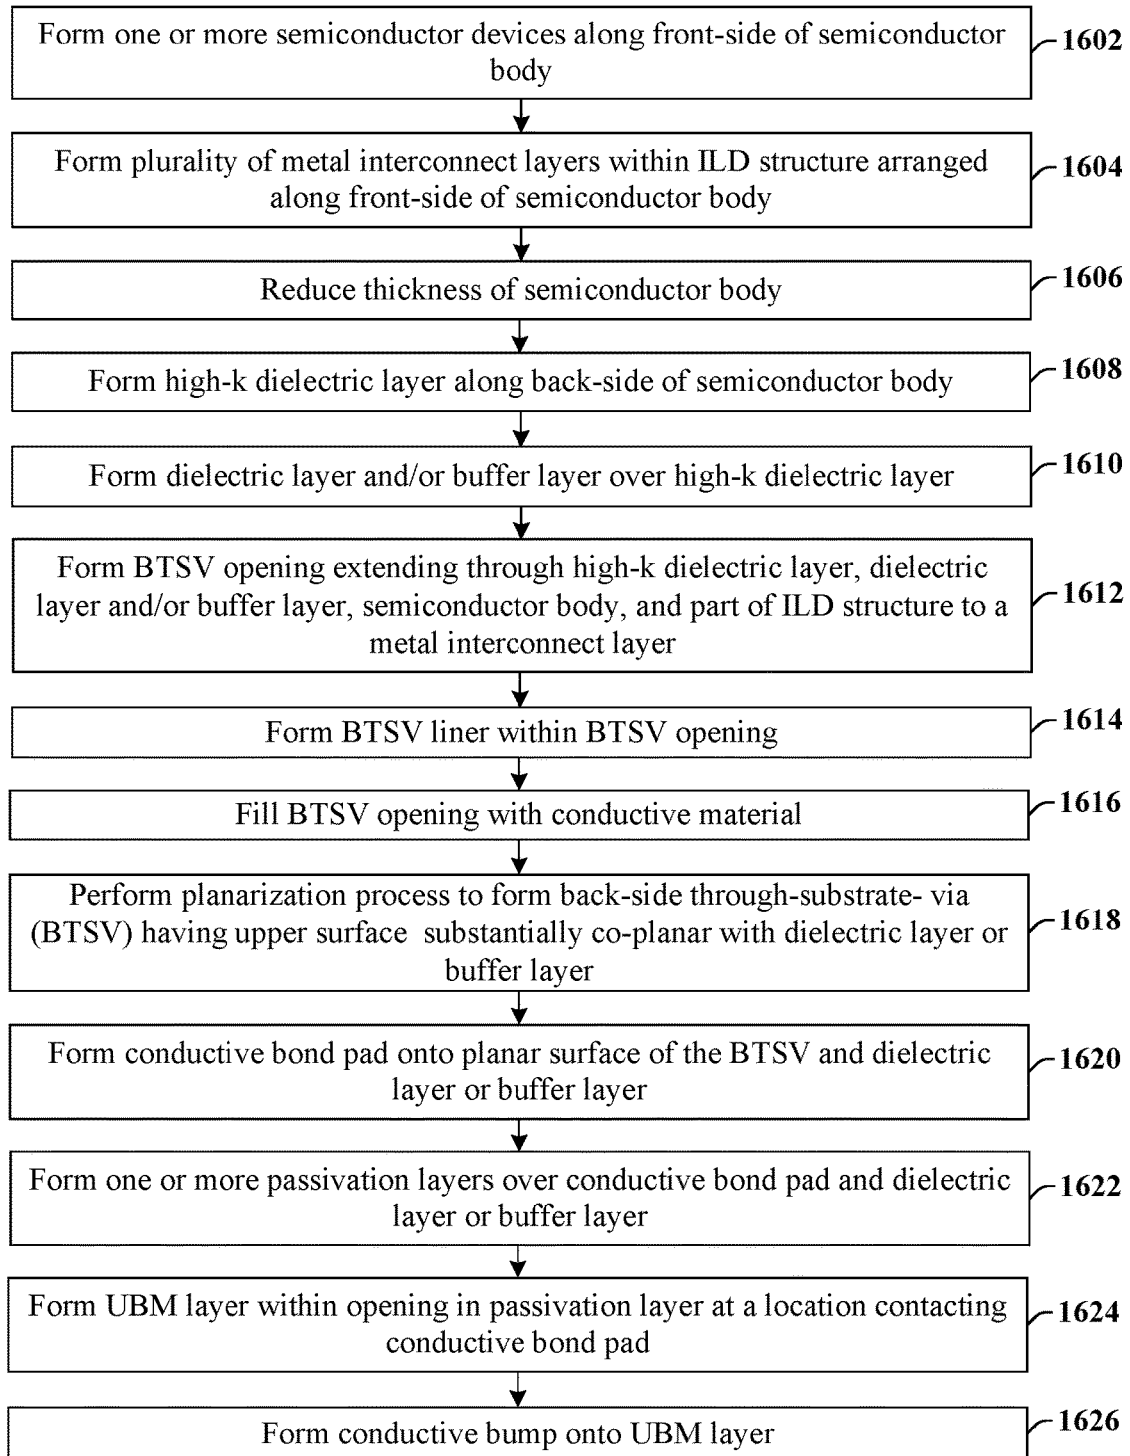 Form one or more semiconductor devices along front-side of semiconductor
body
1602
Form plurality of metal interconnect layers within ILD structure arranged
along front-side of semiconductor body
1604
Reduce thickness of semiconductor body
1606
Form high-k dielectric layer along back-side of semiconductor body
1608
Form dielectric layer and/or buffer layer over high-k dielectric layer
1610
Form BTSV opening extending through high-k dielectric layer, dielectric
layer and/or buffer layer, semiconductor body, and part of ILD structure to a
metal interconnect layer
1612
Form BTSV liner within BTSV opening
1614
Fill BTSV opening with conductive material
1616
Perform planarization process to form back-side through-substrate- via
(BTSV) having upper surface substantially co-planar with dielectric layer or
buffer layer
1618
Form conductive bond pad onto planar surface of the BTSV and dielectric
layer or buffer layer
1620
Form one or more passivation layers over conductive bond pad and dielectric
layer or buffer layer
1622
Form UBM layer within opening in passivation layer at a location contacting
conductive bond pad
1624
Form conductive bump onto UBM layer
1626